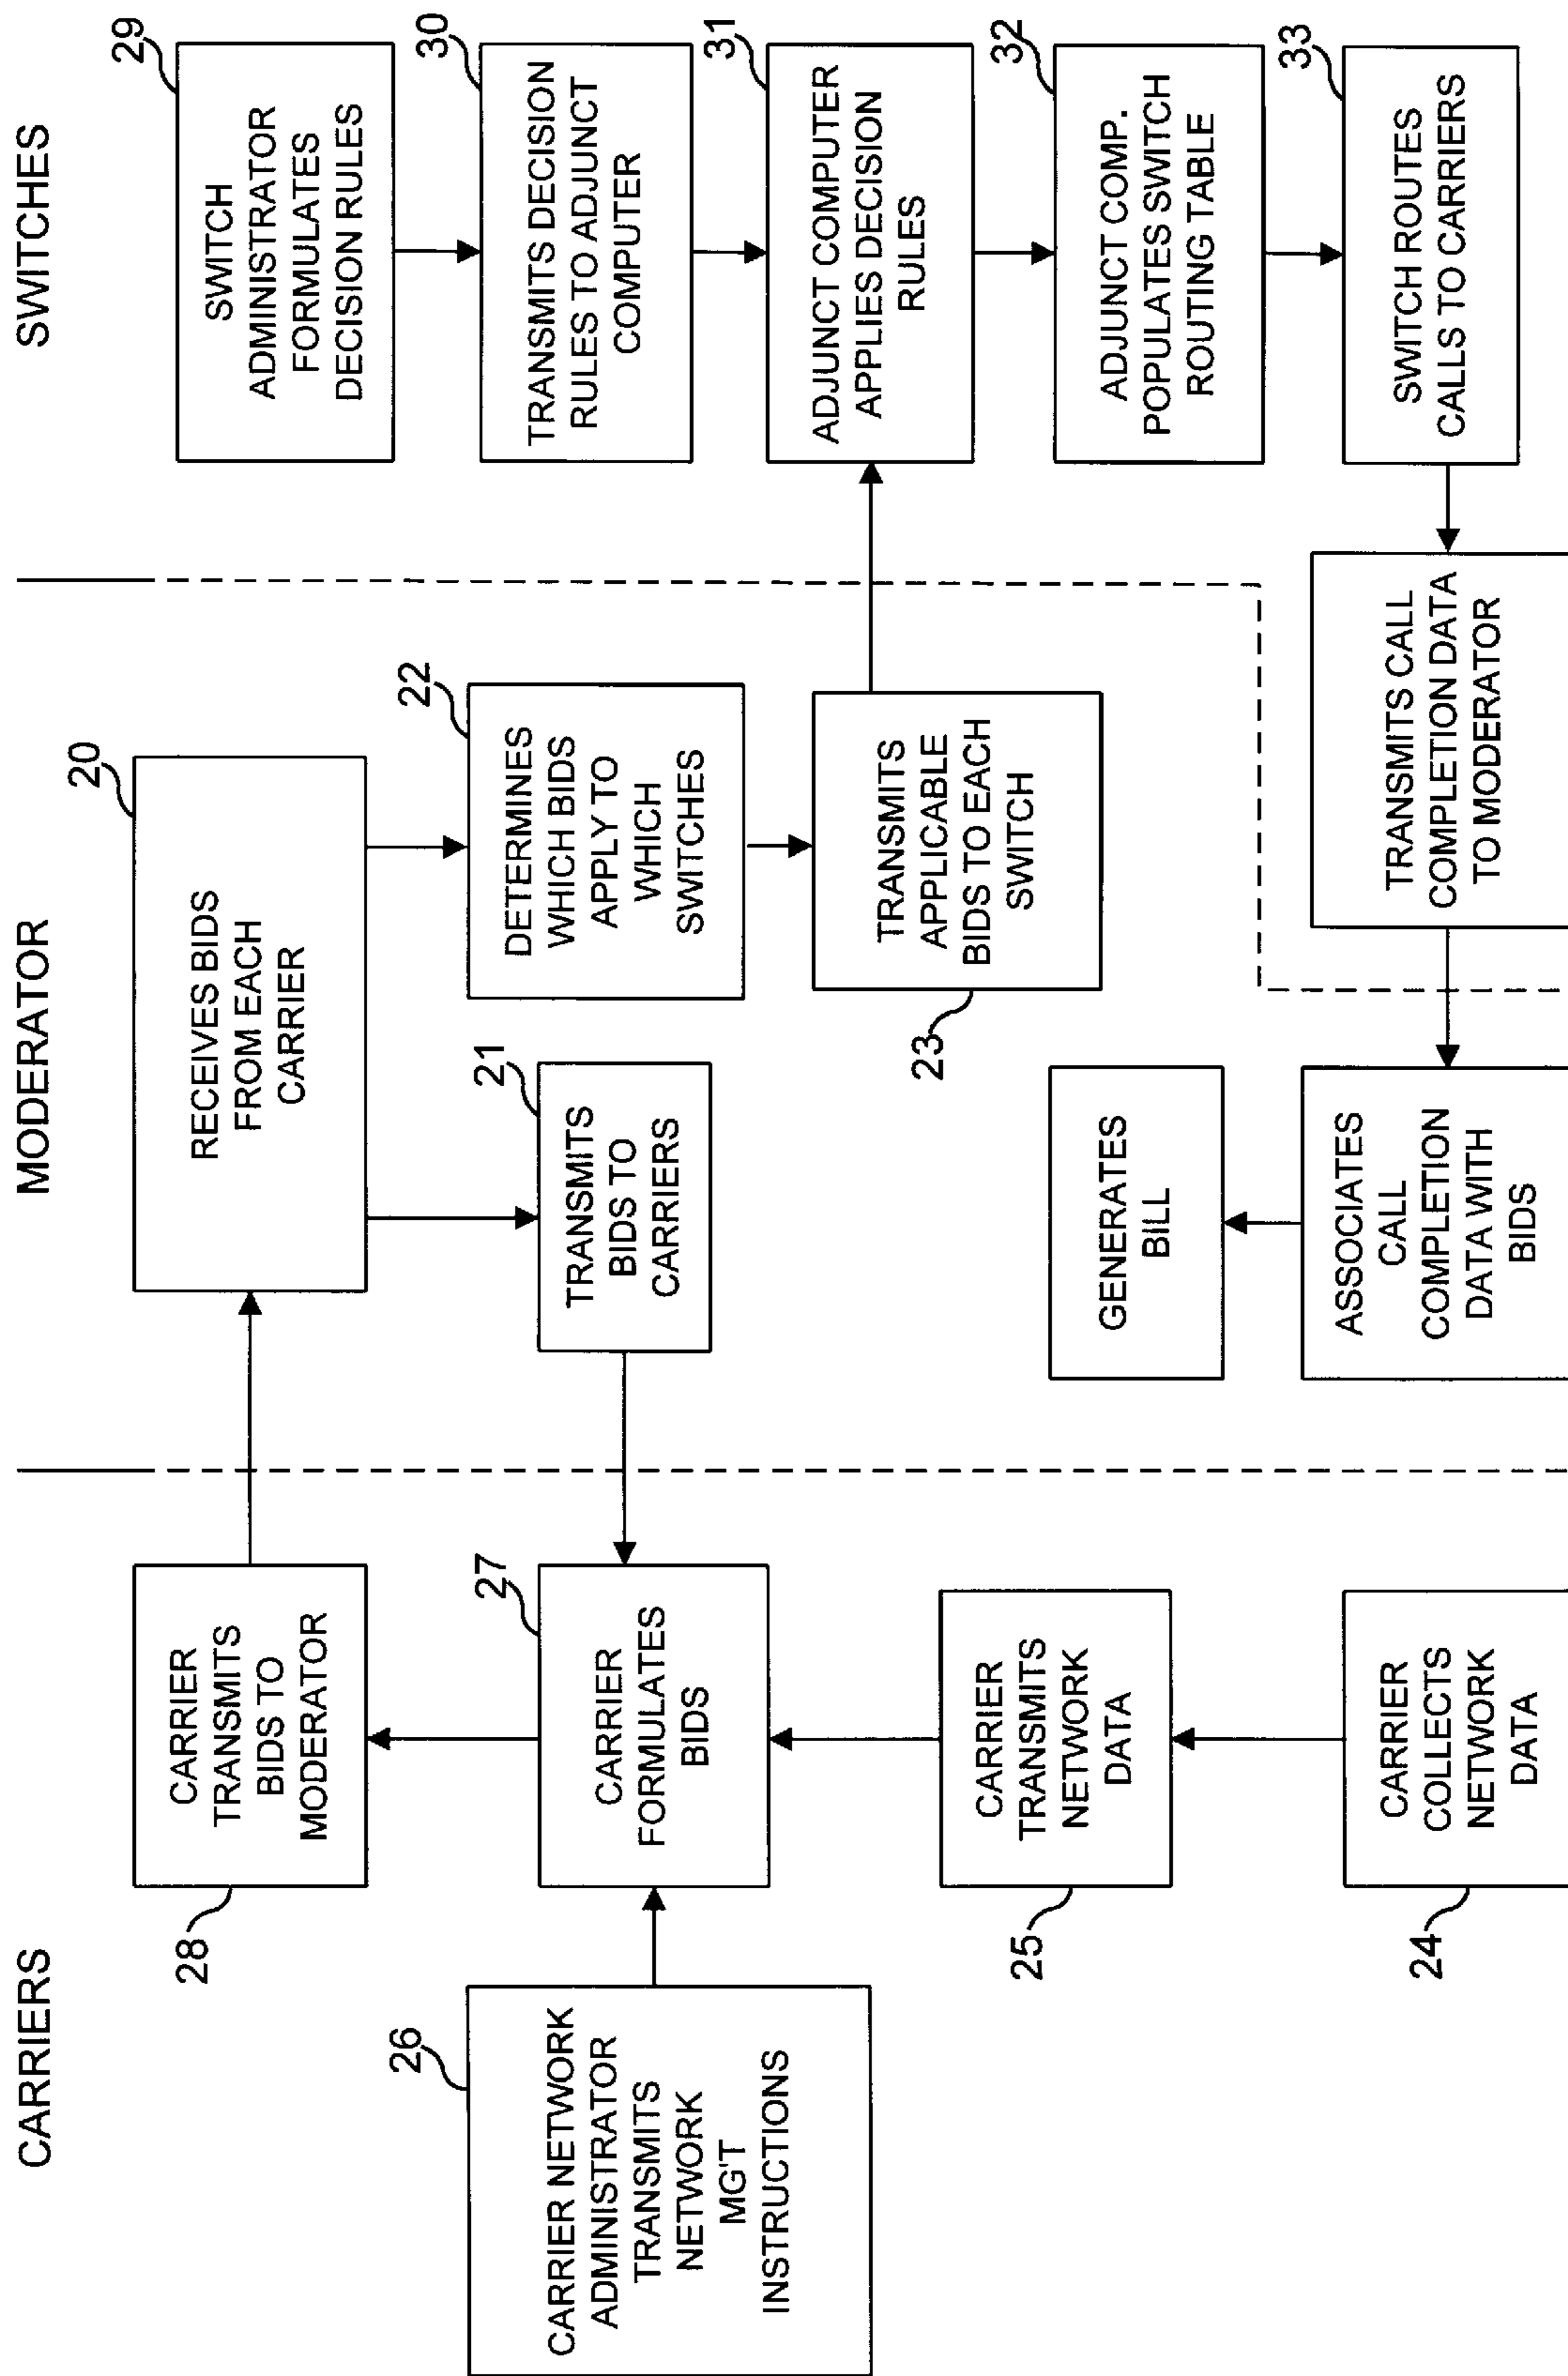 CARRIERS
MODERATOR
SWITCHES
28
CARRIER
TRANSMITS
BIDS TO
MODERATOR
26
CARRIER NETWORK
ADMINISTRATOR
TRANSMITS
NETWORK
MG'T
INSTRUCTIONS
27
CARRIER
FORMULATES
BIDS
25
CARRIER
TRANSMITS
NETWORK
DATA
24
CARRIER
COLLECTS
NETWORK
DATA
20
RECEIVES BIDS
FROM EACH
CARRIER
21
TRANSMITS
BIDS TO
CARRIERS
22
DETERMINES
WHICH BIDS
APPLY TO
WHICH
SWITCHES
23
TRANSMITS
APPLICABLE
BIDS TO EACH
SWITCH
GENERATES
BILL
ASSOCIATES
CALL
COMPLETION
DATA WITH
BIDS
29
SWITCH
ADMINISTRATOR
FORMULATES
DECISION RULES
30
TRANSMITS DECISION
RULES TO ADJUNCT
COMPUTER
31
ADJUNCT COMPUTER
APPLIES DECISION
RULES
32
ADJUNCT COMP.
POPULATES SWITCH
ROUTING TABLE
33
SWITCH ROUTES
CALLS TO CARRIERS
TRANSMITS CALL
COMPLETION DATA
TO MODERATOR